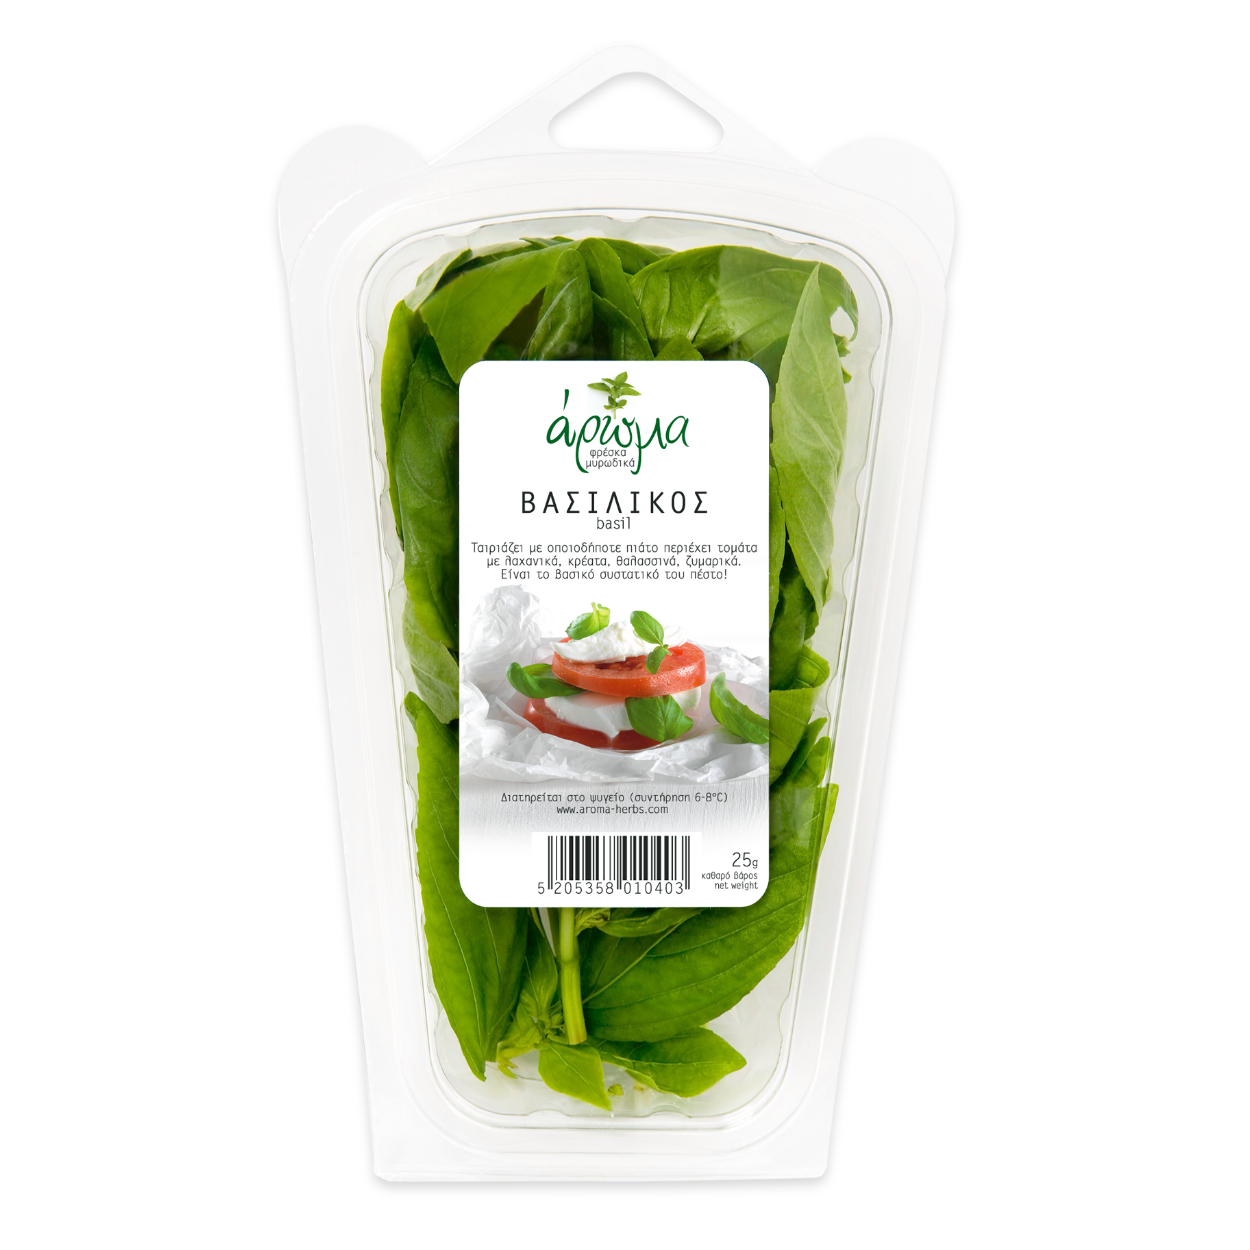 άρωμα
φρέσκα
μυρωδικά
ΒΑΣΙΛΙΚΟΣ
basil
Ταιριάζει με οποιοδήποτε πιάτο περιέχει τομάτα
με λαχανικά, κρέατα, θαλασσινά, ζυμαρικά.
Είναι το βασικό συστατικό του πέστο!
Διατηρείται στο ψυγείο (συντήρηση 6-8°C)
www.aroma-herbs.com
25g
καθαρό βάρος
net weight
5 205358 010403